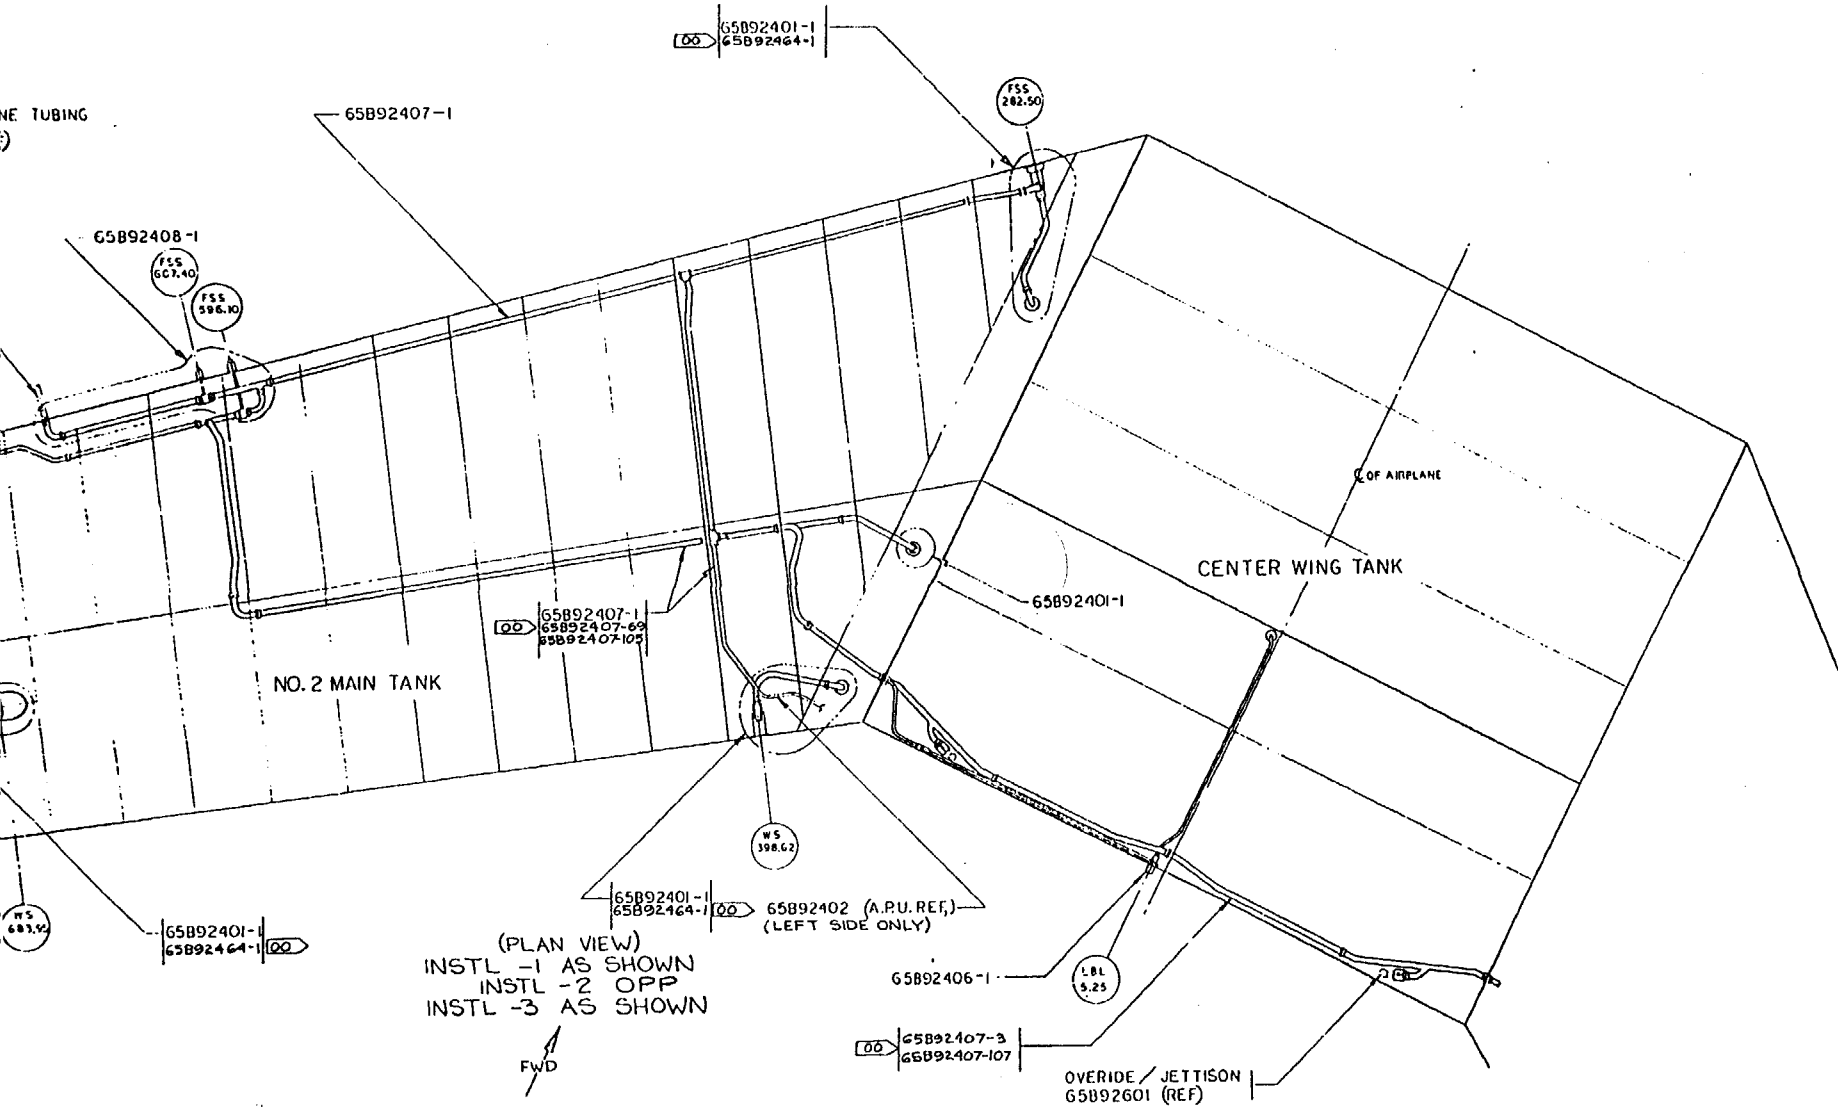 65B92401-1
00 65B92464-1
FSS
282.50
NE TUBING
65B92407-1
65B92408-1
FSS
607.40
FSS
596.10
℄ OF AIRPLANE
CENTER WING TANK
65B92401-1
65B92407-1
00 65B92407-69
65B92407-105
NO. 2 MAIN TANK
WS
398.62
WS
683.95
65B92401-1
65B92464-1 00
65B92401-1
65B92464-1 00
65B92402 (A.P.U. REF.)
(LEFT SIDE ONLY)
(PLAN VIEW)
INSTL -1 AS SHOWN
INSTL -2 OPP
INSTL -3 AS SHOWN
FWD
65B92406-1
LBL
5.25
00 65B92407-3
65B92407-107
OVERIDE / JETTISON
65B92601 (REF)